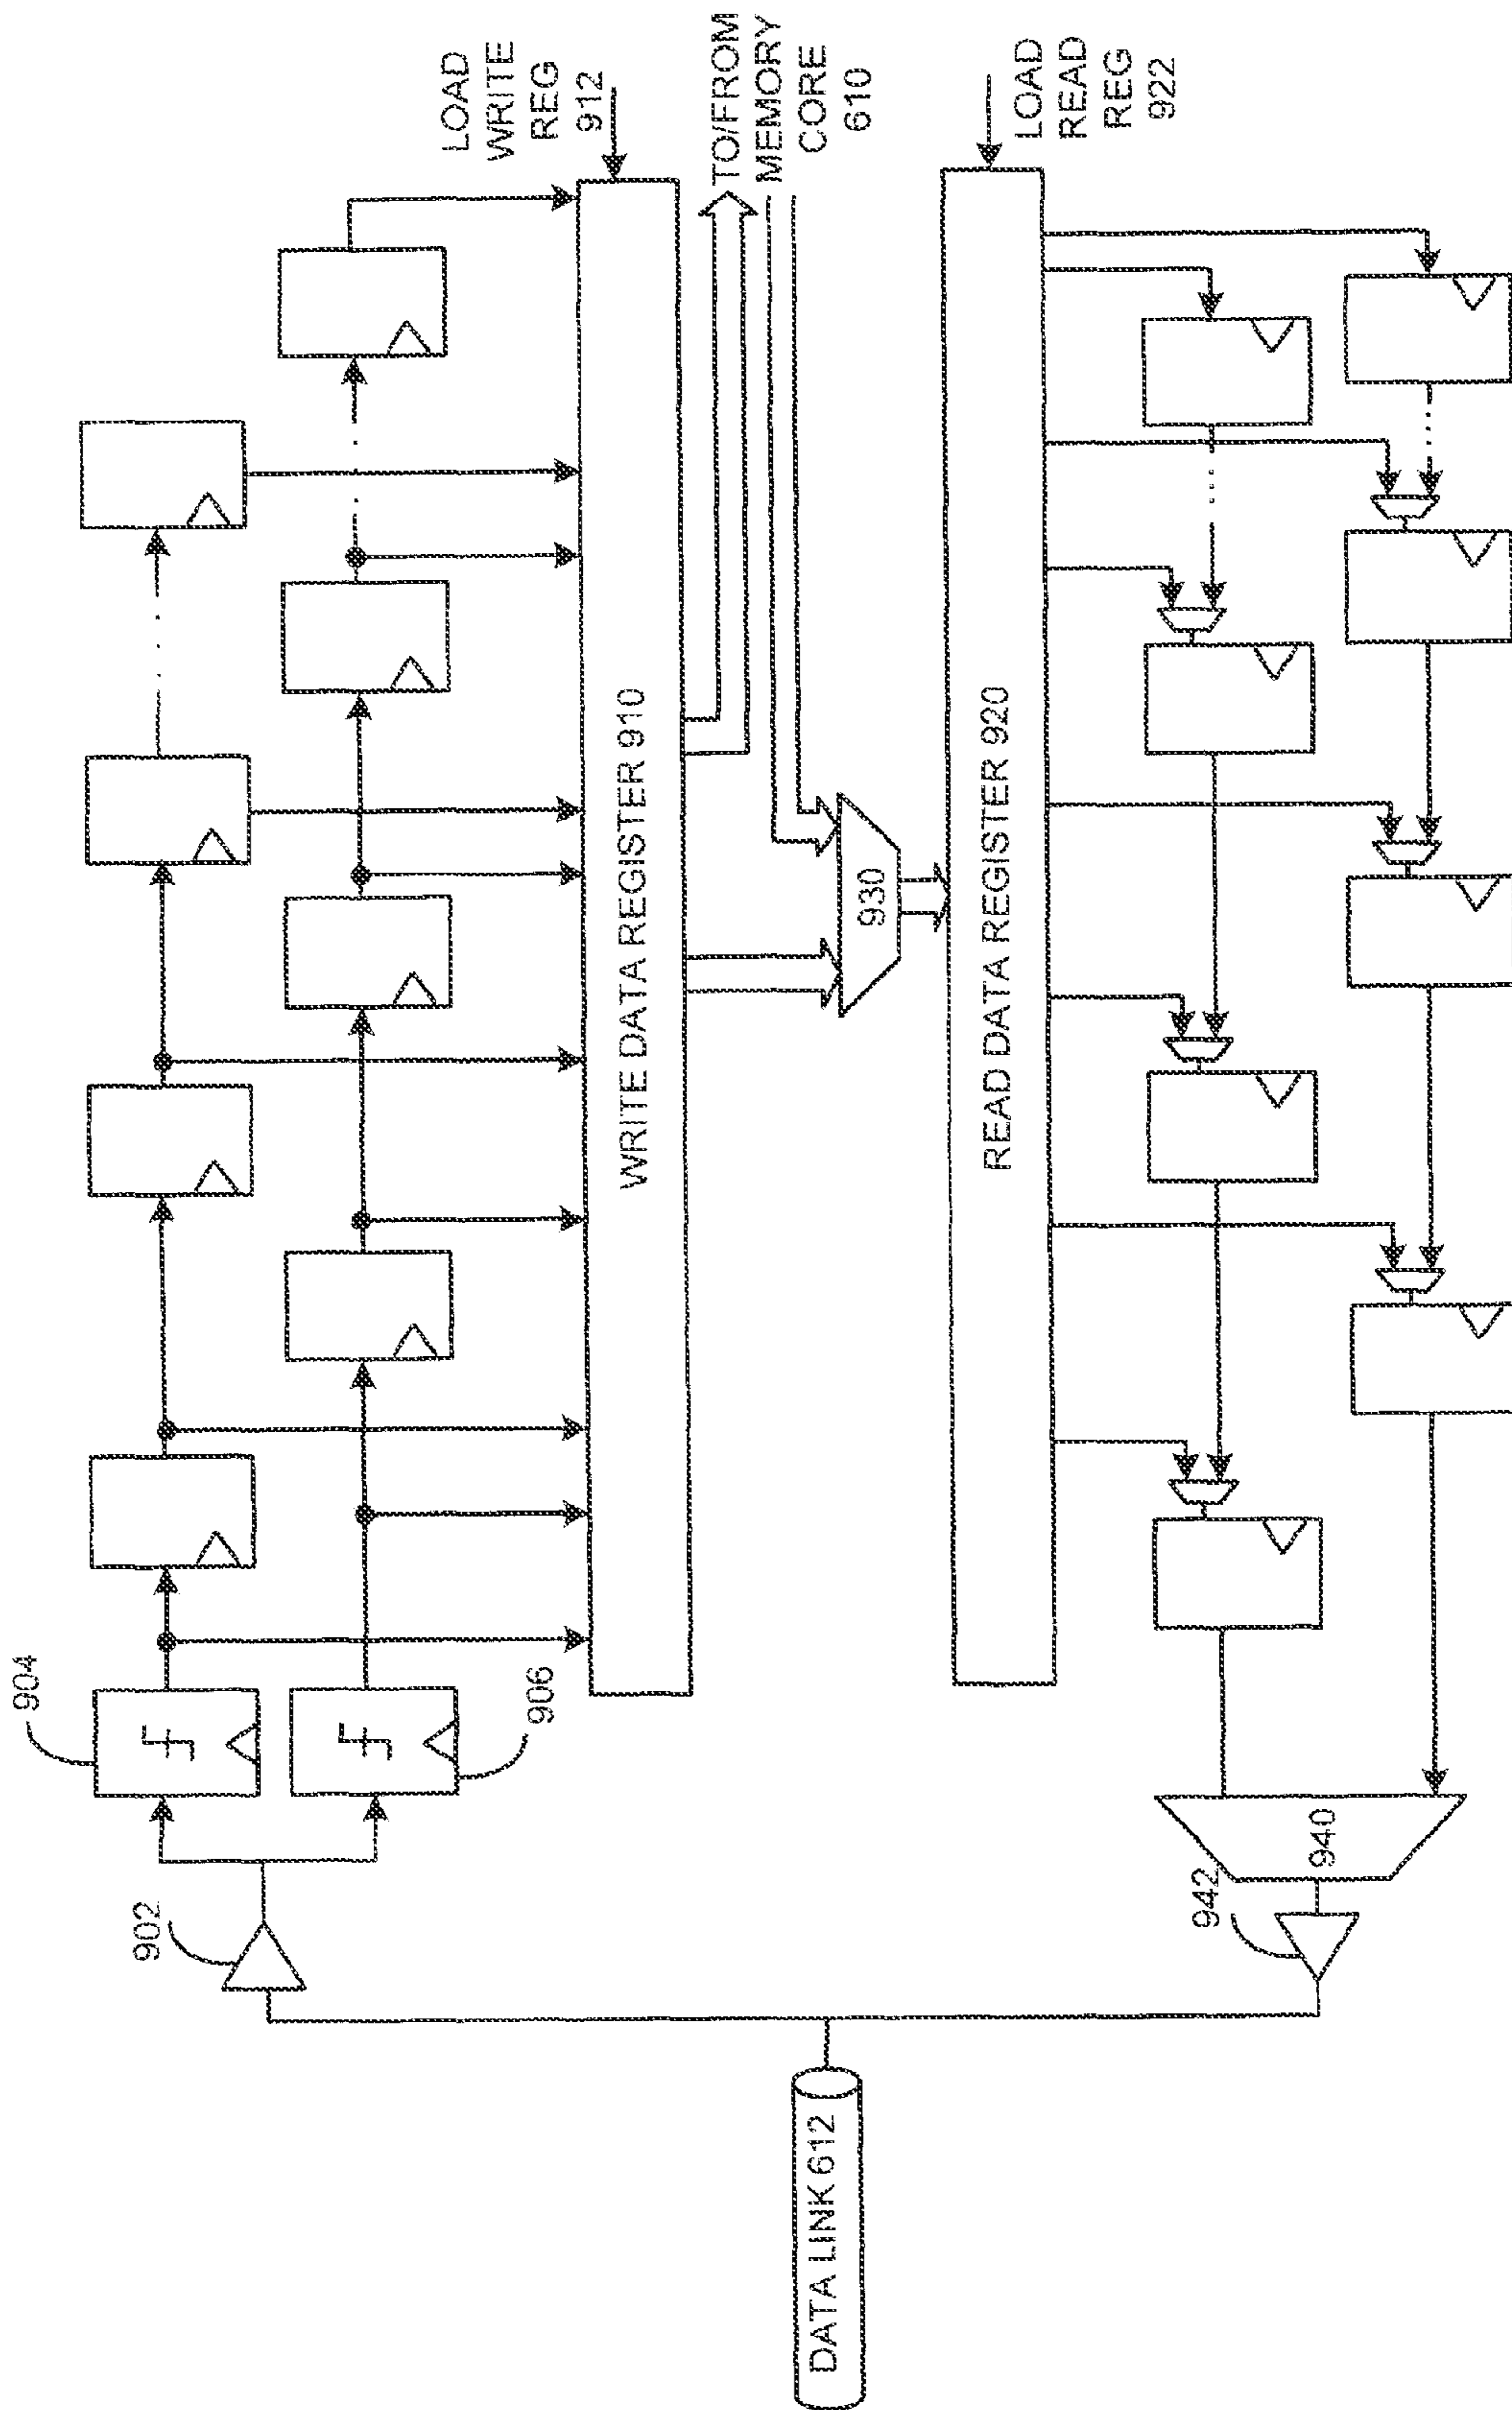 904
902
906
LOAD
WRITE
REG
912
WRITE DATA REGISTER 910
TO/FROM
MEMORY
CORE
610
930
DATA LINK 612
READ DATA REGISTER 920
LOAD
READ
REG
922
942
940